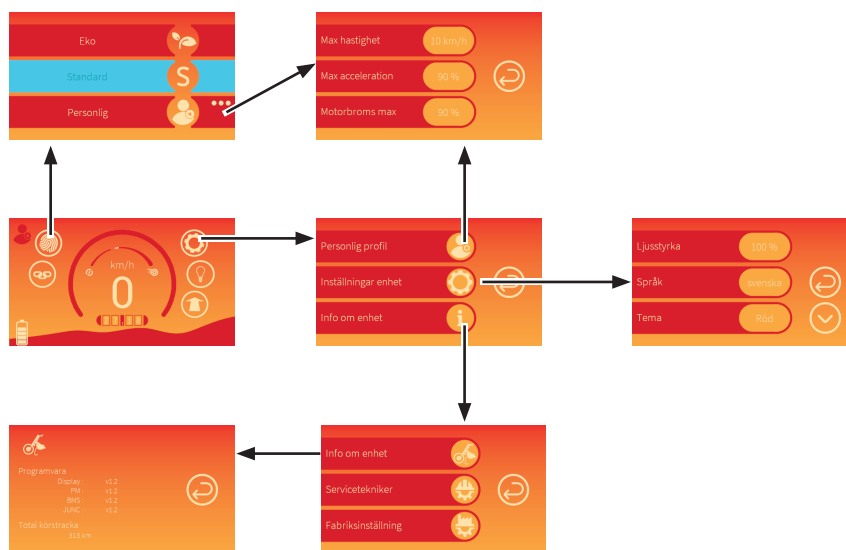 Eko
Standard
S
Personlig
Max hastighet
10 km/h
Max acceleration
90 %
Motorbroms max
90 %
km/h
0
Personlig profil
Inställningar enhet
Info om enhet
i
Ljusstyrka
100 %
Språk
svenska
Tema
Röd
Programvara
Display : v1.2
PM : v1.2
BMS : v1.2
JUNC : v1.2
Total körsträcka
313 km
Info om enhet
Servicetekniker
Fabriksinställning